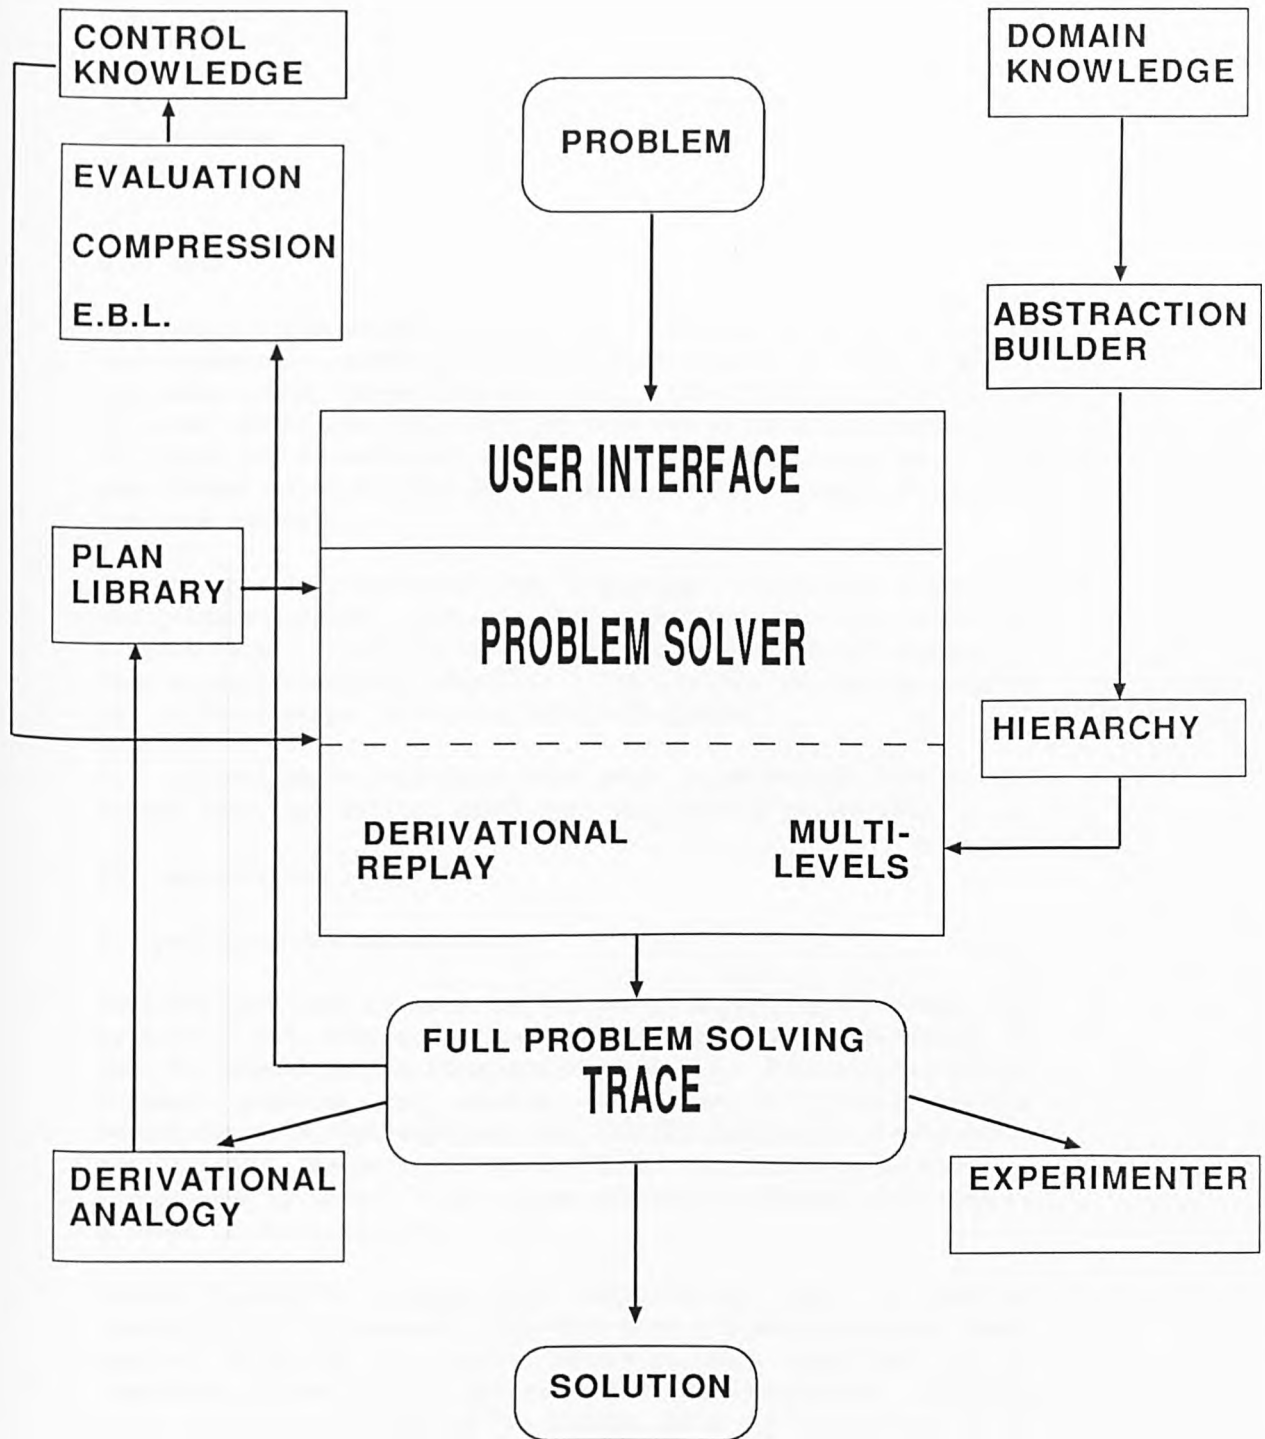 CONTROL
KNOWLEDGE
DOMAIN
KNOWLEDGE
PROBLEM
EVALUATION
COMPRESSION
E.B.L.
ABSTRACTION
BUILDER
USER INTERFACE
PLAN
LIBRARY
PROBLEM SOLVER
HIERARCHY
DERIVATIONAL
REPLAY
MULTI-
LEVELS
FULL PROBLEM SOLVING
TRACE
DERIVATIONAL
ANALOGY
EXPERIMENTER
SOLUTION